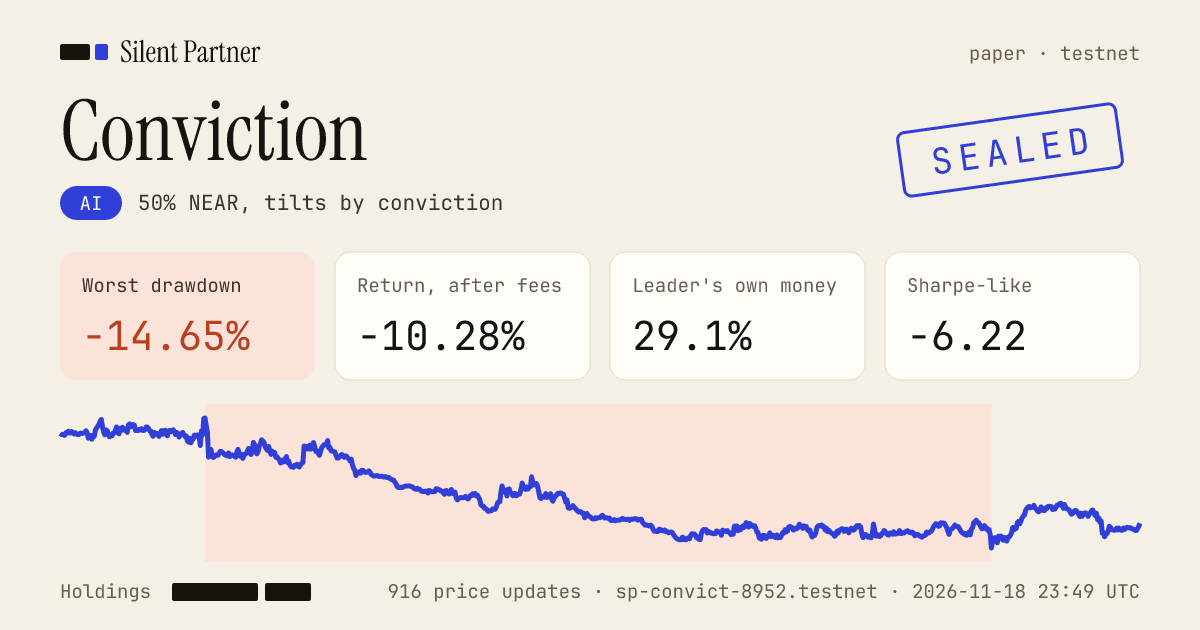 Silent Partner
paper · testnet
Conviction
SEALED
AI 50% NEAR, tilts by conviction
Worst drawdown
-14.65%
Return, after fees
-10.28%
Leader's own money
29.1%
Sharpe-like
-6.22
Holdings
916 price updates · sp-convict-8952.testnet · 2026-11-18 23:49 UTC